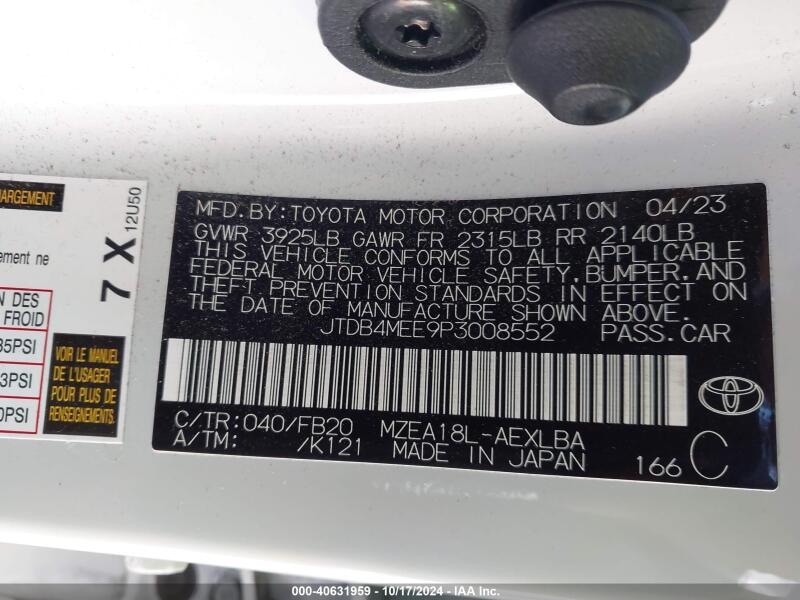 HARGEMENT
ement ne
7 X
12U50
N DES
FROID
35PSI
3PSI
0PSI
VOIR LE MANUEL
DE L'USAGER
POUR PLUS DE
RENSEIGNEMENTS.
MFD.BY:TOYOTA MOTOR CORPORATION 04/23
GVWR 3925LB GAWR FR 2315LB RR 2140LB
THIS VEHICLE CONFORMS TO ALL APPLICABLE
FEDERAL MOTOR VEHICLE SAFETY,BUMPER,AND
THEFT PREVENTION STANDARDS IN EFFECT ON
THE DATE OF MANUFACTURE SHOWN ABOVE.
JTDB4MEE9P3008552 PASS.CAR
C/TR:040/FB20 MZEA18L-AEXLBA
A/TM: /K121 MADE IN JAPAN 166 C
000-40631959 | 10/17/2024 - IAA Inc.